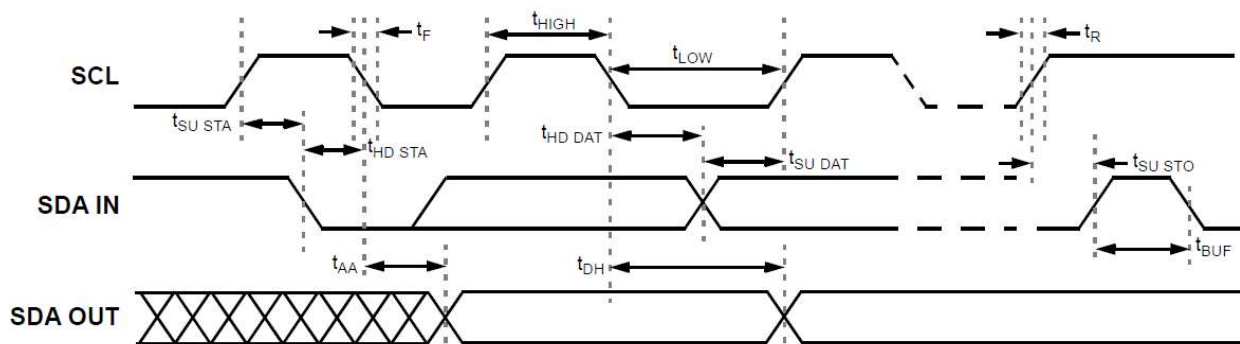 tF
tHIGH
tR
tLOW
SCL
tSU STA
tHD STA
tHD DAT
tSU DAT
tSU STO
SDA IN
tAA
tDH
tBUF
SDA OUT